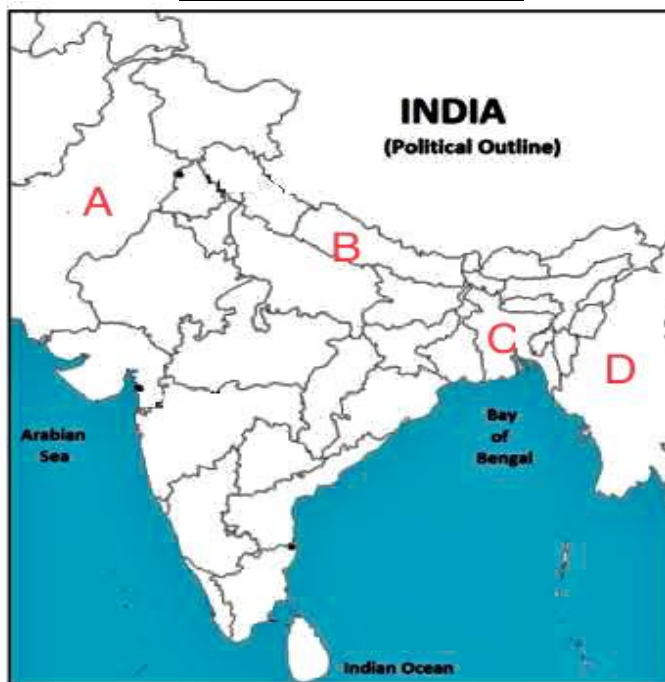 INDIA
(Political Outline)
A
B
C
D
Arabian
Sea
Bay
of
Bengal
Indian Ocean